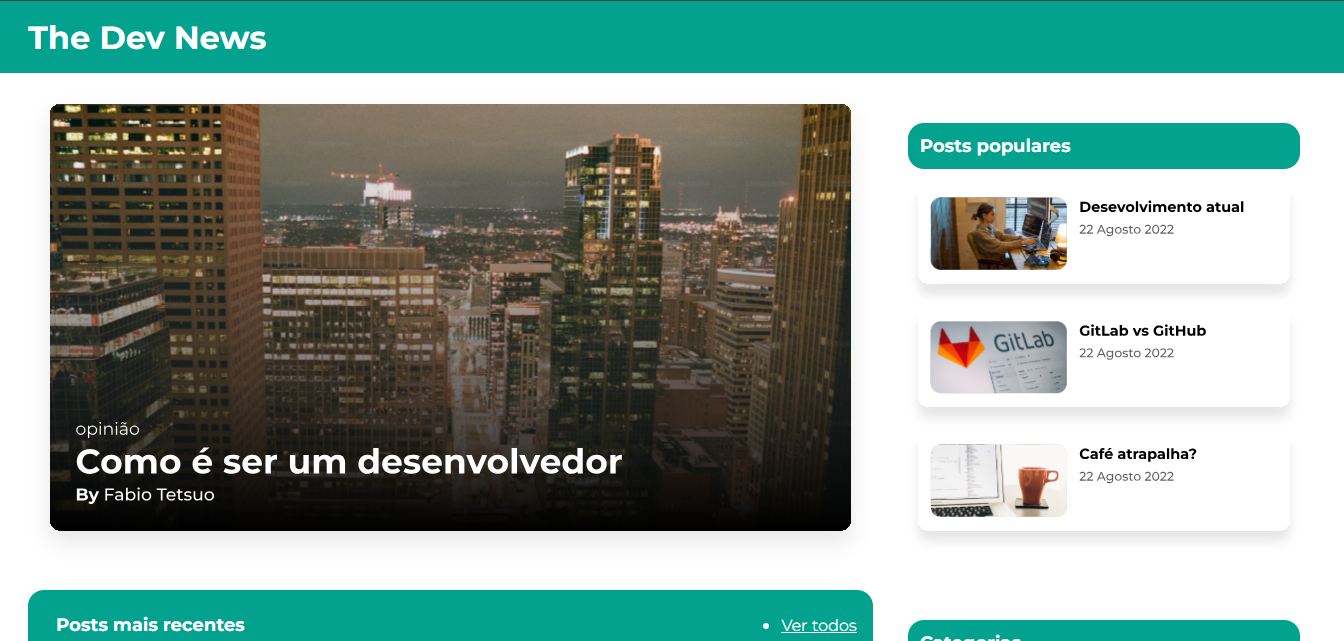 The Dev News
opinião
Como é ser um desenvolvedor
By Fabio Tetsuo
Posts populares
Desevolvimento atual
22 Agosto 2022
GitLab
GitLab vs GitHub
22 Agosto 2022
Café atrapalha?
22 Agosto 2022
Posts mais recentes
Ver todos
Categorias